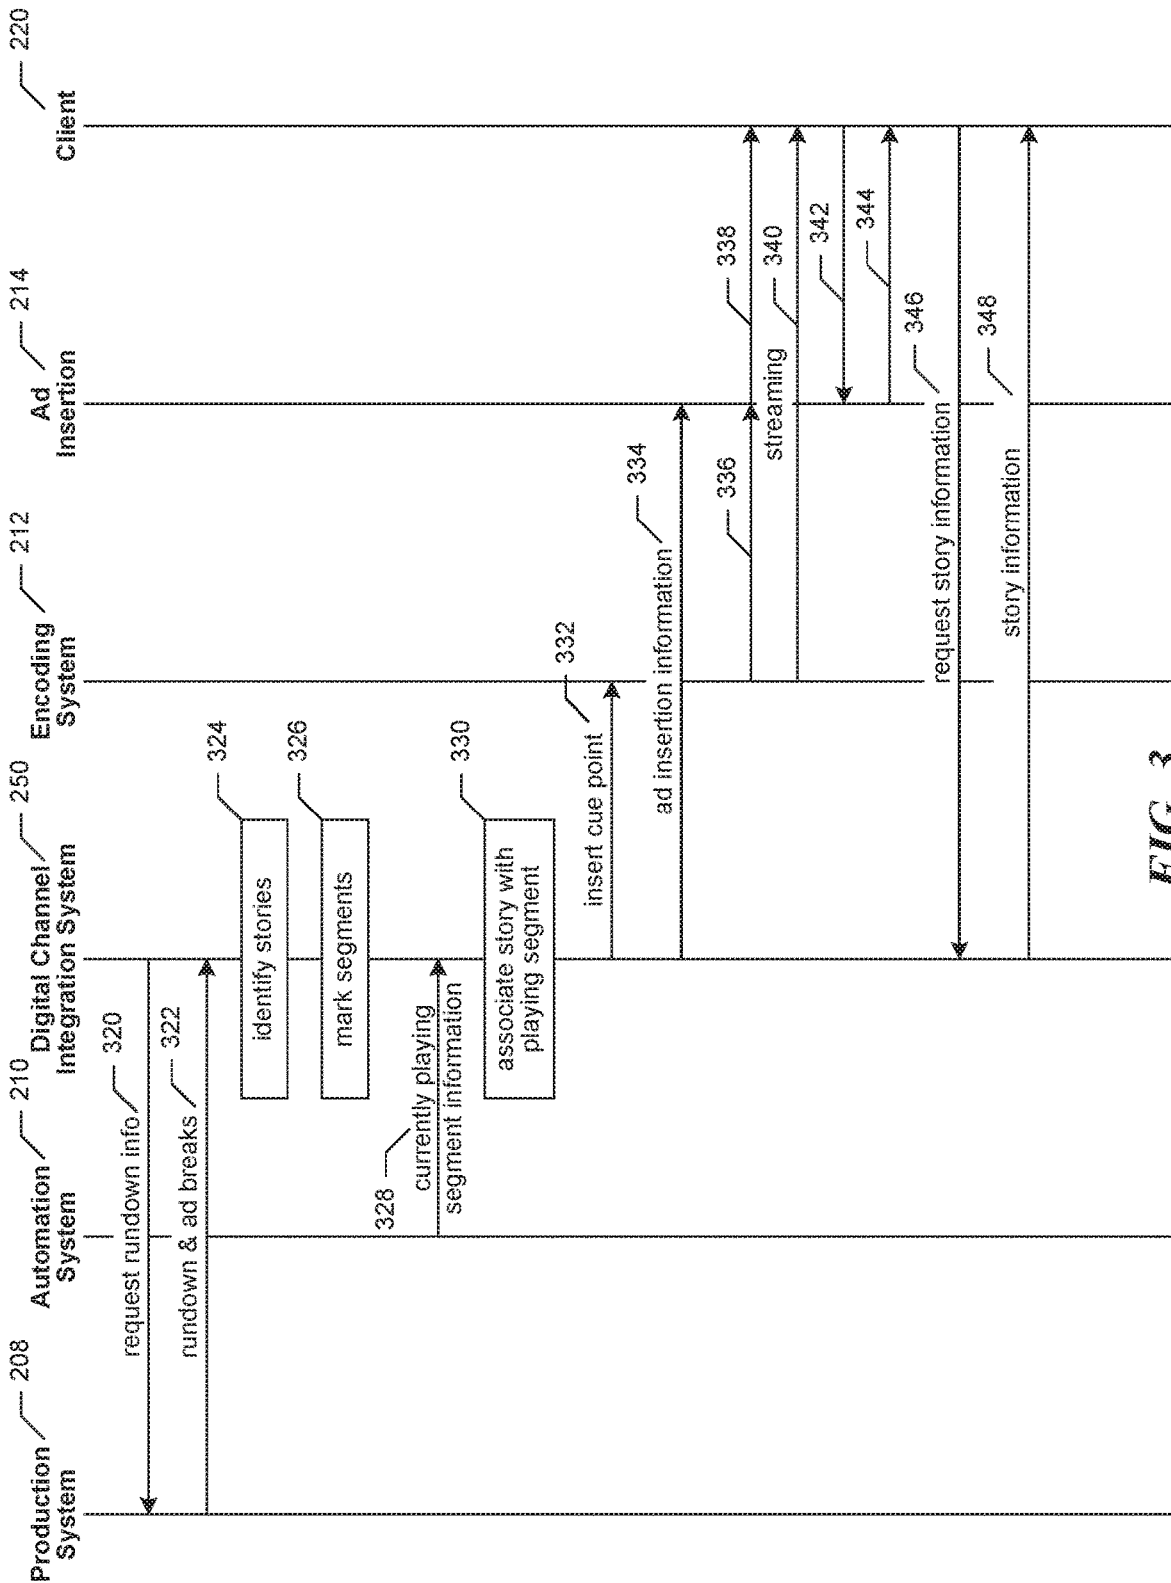 Production
System
208
Automation
System
210
Digital Channel
Integration System
250
Encoding
System
212
Ad
Insertion
214
Client
220
request rundown info
320
rundown & ad breaks
322
identify stories
324
mark segments
326
328
currently playing
segment information
associate story with
playing segment
330
insert cue point
332
ad insertion information
334
336
338
streaming
340
342
344
request story information
346
story information
348
FIG. 3